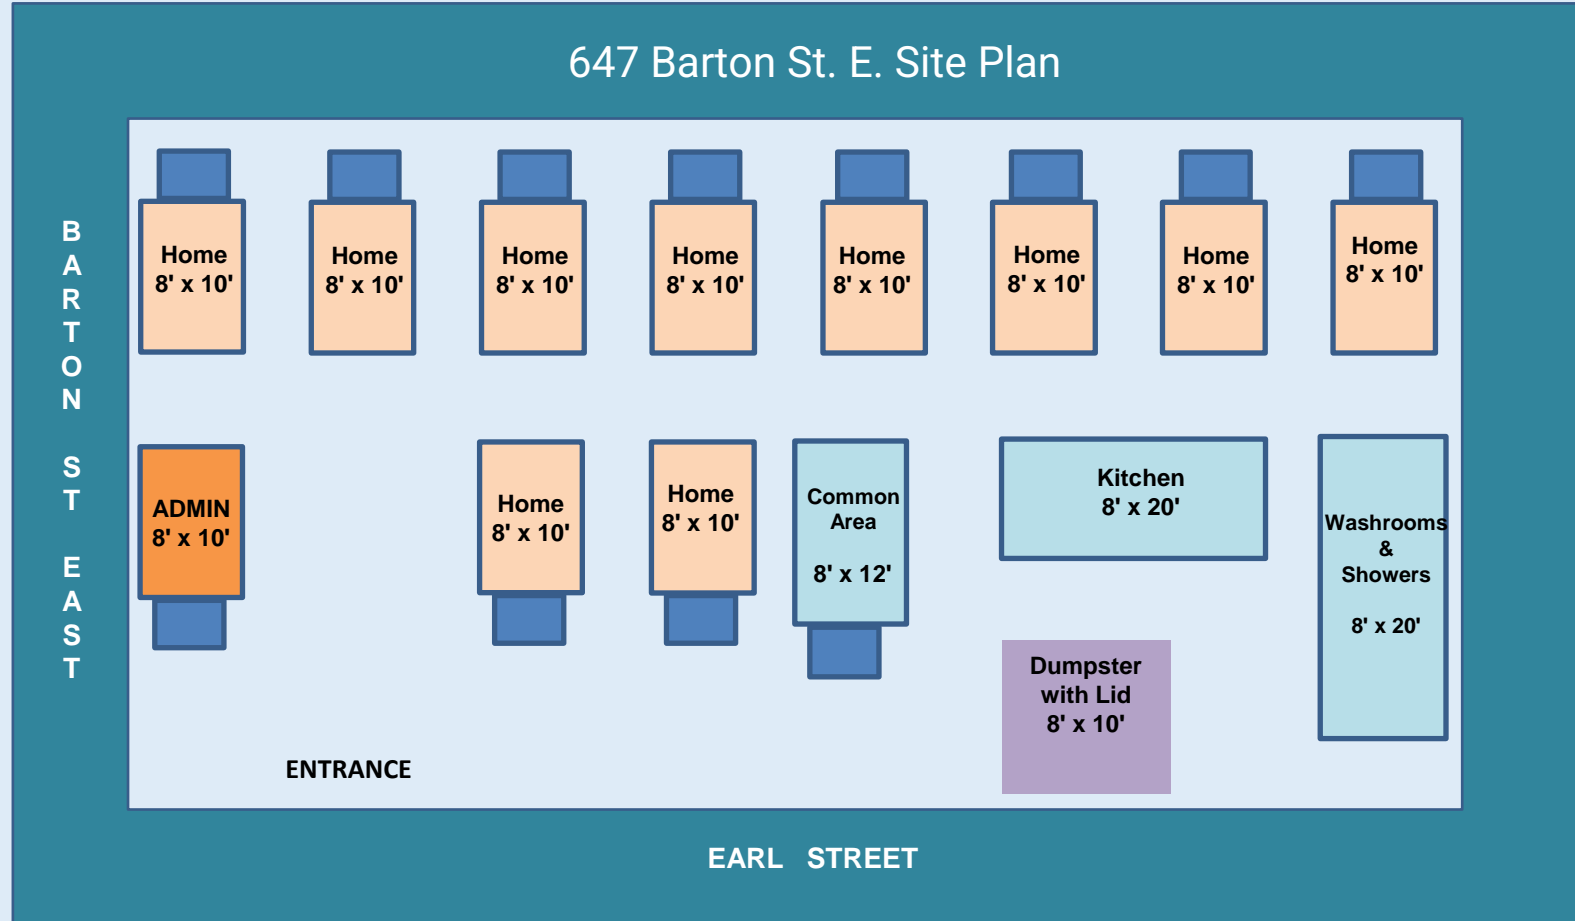 647 Barton St. E. Site Plan
BARTON ST EAST
Home
8' x 10'
Home
8' x 10'
Home
8' x 10'
Home
8' x 10'
Home
8' x 10'
Home
8' x 10'
Home
8' x 10'
Home
8' x 10'
ADMIN
8' x 10'
Home
8' x 10'
Home
8' x 10'
Common
Area
8' x 12'
Kitchen
8' x 20'
Washrooms
&
Showers
8' x 20'
Dumpster
with Lid
8' x 10'
ENTRANCE
EARL STREET